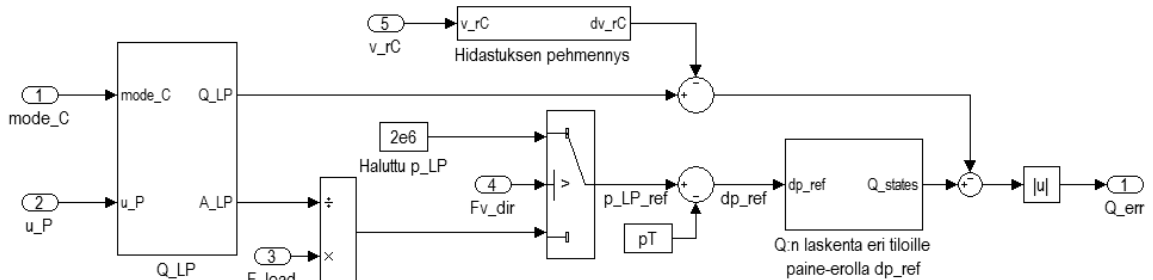 5
v_rC
v_rC
dv_rC
Hidastuksen pehmennys
1
mode_C
mode_C
Q_LP
2
u_P
u_P
A_LP
Q_LP
2e6
Haluttu p_LP
4
Fv_dir
>
÷
×
3
F_load
p_LP_ref
+
−
pT
dp_ref
+
−
dp_ref
Q_states
Q:n laskenta eri tiloille
paine-erolla dp_ref
+
−
|u|
1
Q_err